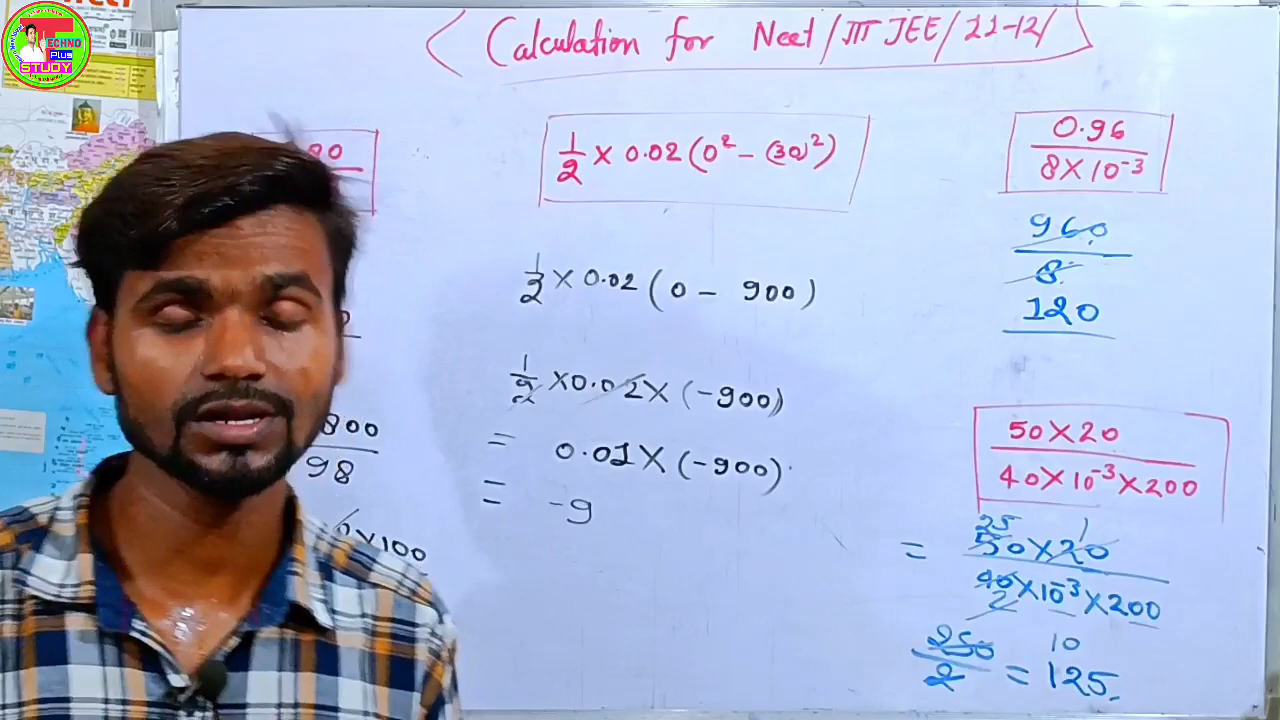 TECHNO
Plus
STUDY
Calculation for Neet/IIT JEE/11-12/
1/2 × 0.02 (0² - (30)²)
1/2 × 0.02 (0 - 900)
1/2 × 0.02 × (-900)
= 0.01 × (-900)
= -9
0.96
8 × 10⁻³
960
8
120
50 × 20
40 × 10⁻³ × 200
25 1
= 50 × 20
40 × 10⁻³ × 200
2
250 10
2 = 125
800
98
× 100